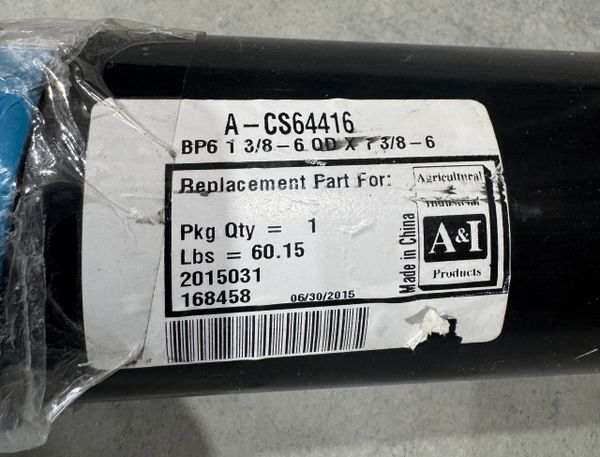 A-CS64416
BP6 1 3/8-6 QD X 1 3/8-6
Replacement Part For:
Pkg Qty = 1
Lbs = 60.15
2015031
168458 06/30/2015
Made in China
Agricultural
Industrial
A&I
Products